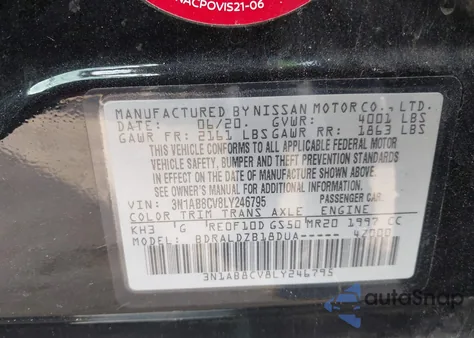 NACPOVIS21-06
MANUFACTURED BY NISSAN MOTOR CO., LTD.
DATE: 06/20. GVWR: 4001 LBS
GAWR FR: 2161 LBS GAWR RR: 1863 LBS
THIS VEHICLE CONFORMS TO ALL APPLICABLE FEDERAL MOTOR
VEHICLE SAFETY, BUMPER AND THEFT PREVENTION STANDARDS
IN EFFECT ON THE DATE OF MANUFACTURE SHOWN ABOVE.
SEE OWNER'S MANUAL FOR ADDITIONAL INFORMATION
VIN: 3N1AB8CV8LY246795 PASSENGER CAR.
COLOR TRIM TRANS AXLE ENGINE
KH3 G RE0F10D GS50 MR20 1997 CC
MODEL: BDRALDZB18DUA----- 42000
3N1AB8CV8LY246795
autoSnap